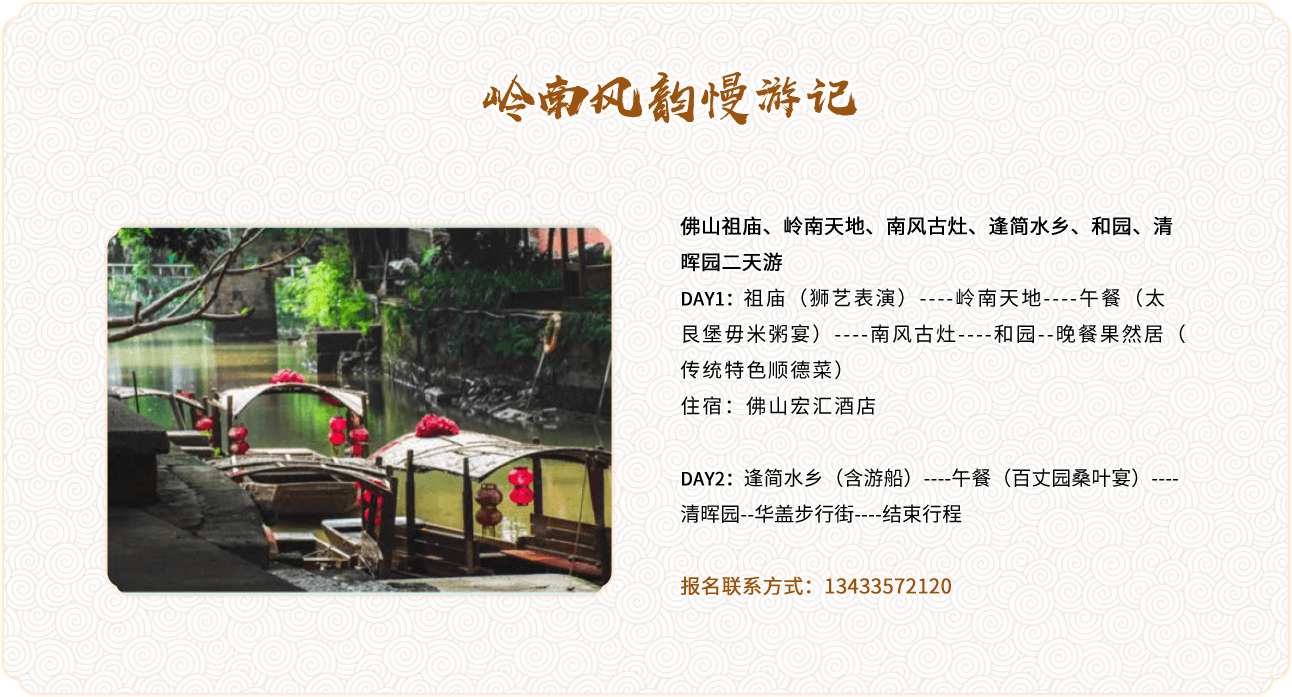 岭南风韵慢游记
佛山祖庙、岭南天地、南风古灶、逢简水乡、和园、清
晖园二天游
DAY1：祖庙（狮艺表演）----岭南天地----午餐（太
艮堡毋米粥宴）----南风古灶----和园--晚餐果然居（
传统特色顺德菜）
住宿：佛山宏汇酒店
DAY2：逢简水乡（含游船）----午餐（百丈园桑叶宴）----
清晖园--华盖步行街----结束行程
报名联系方式：13433572120